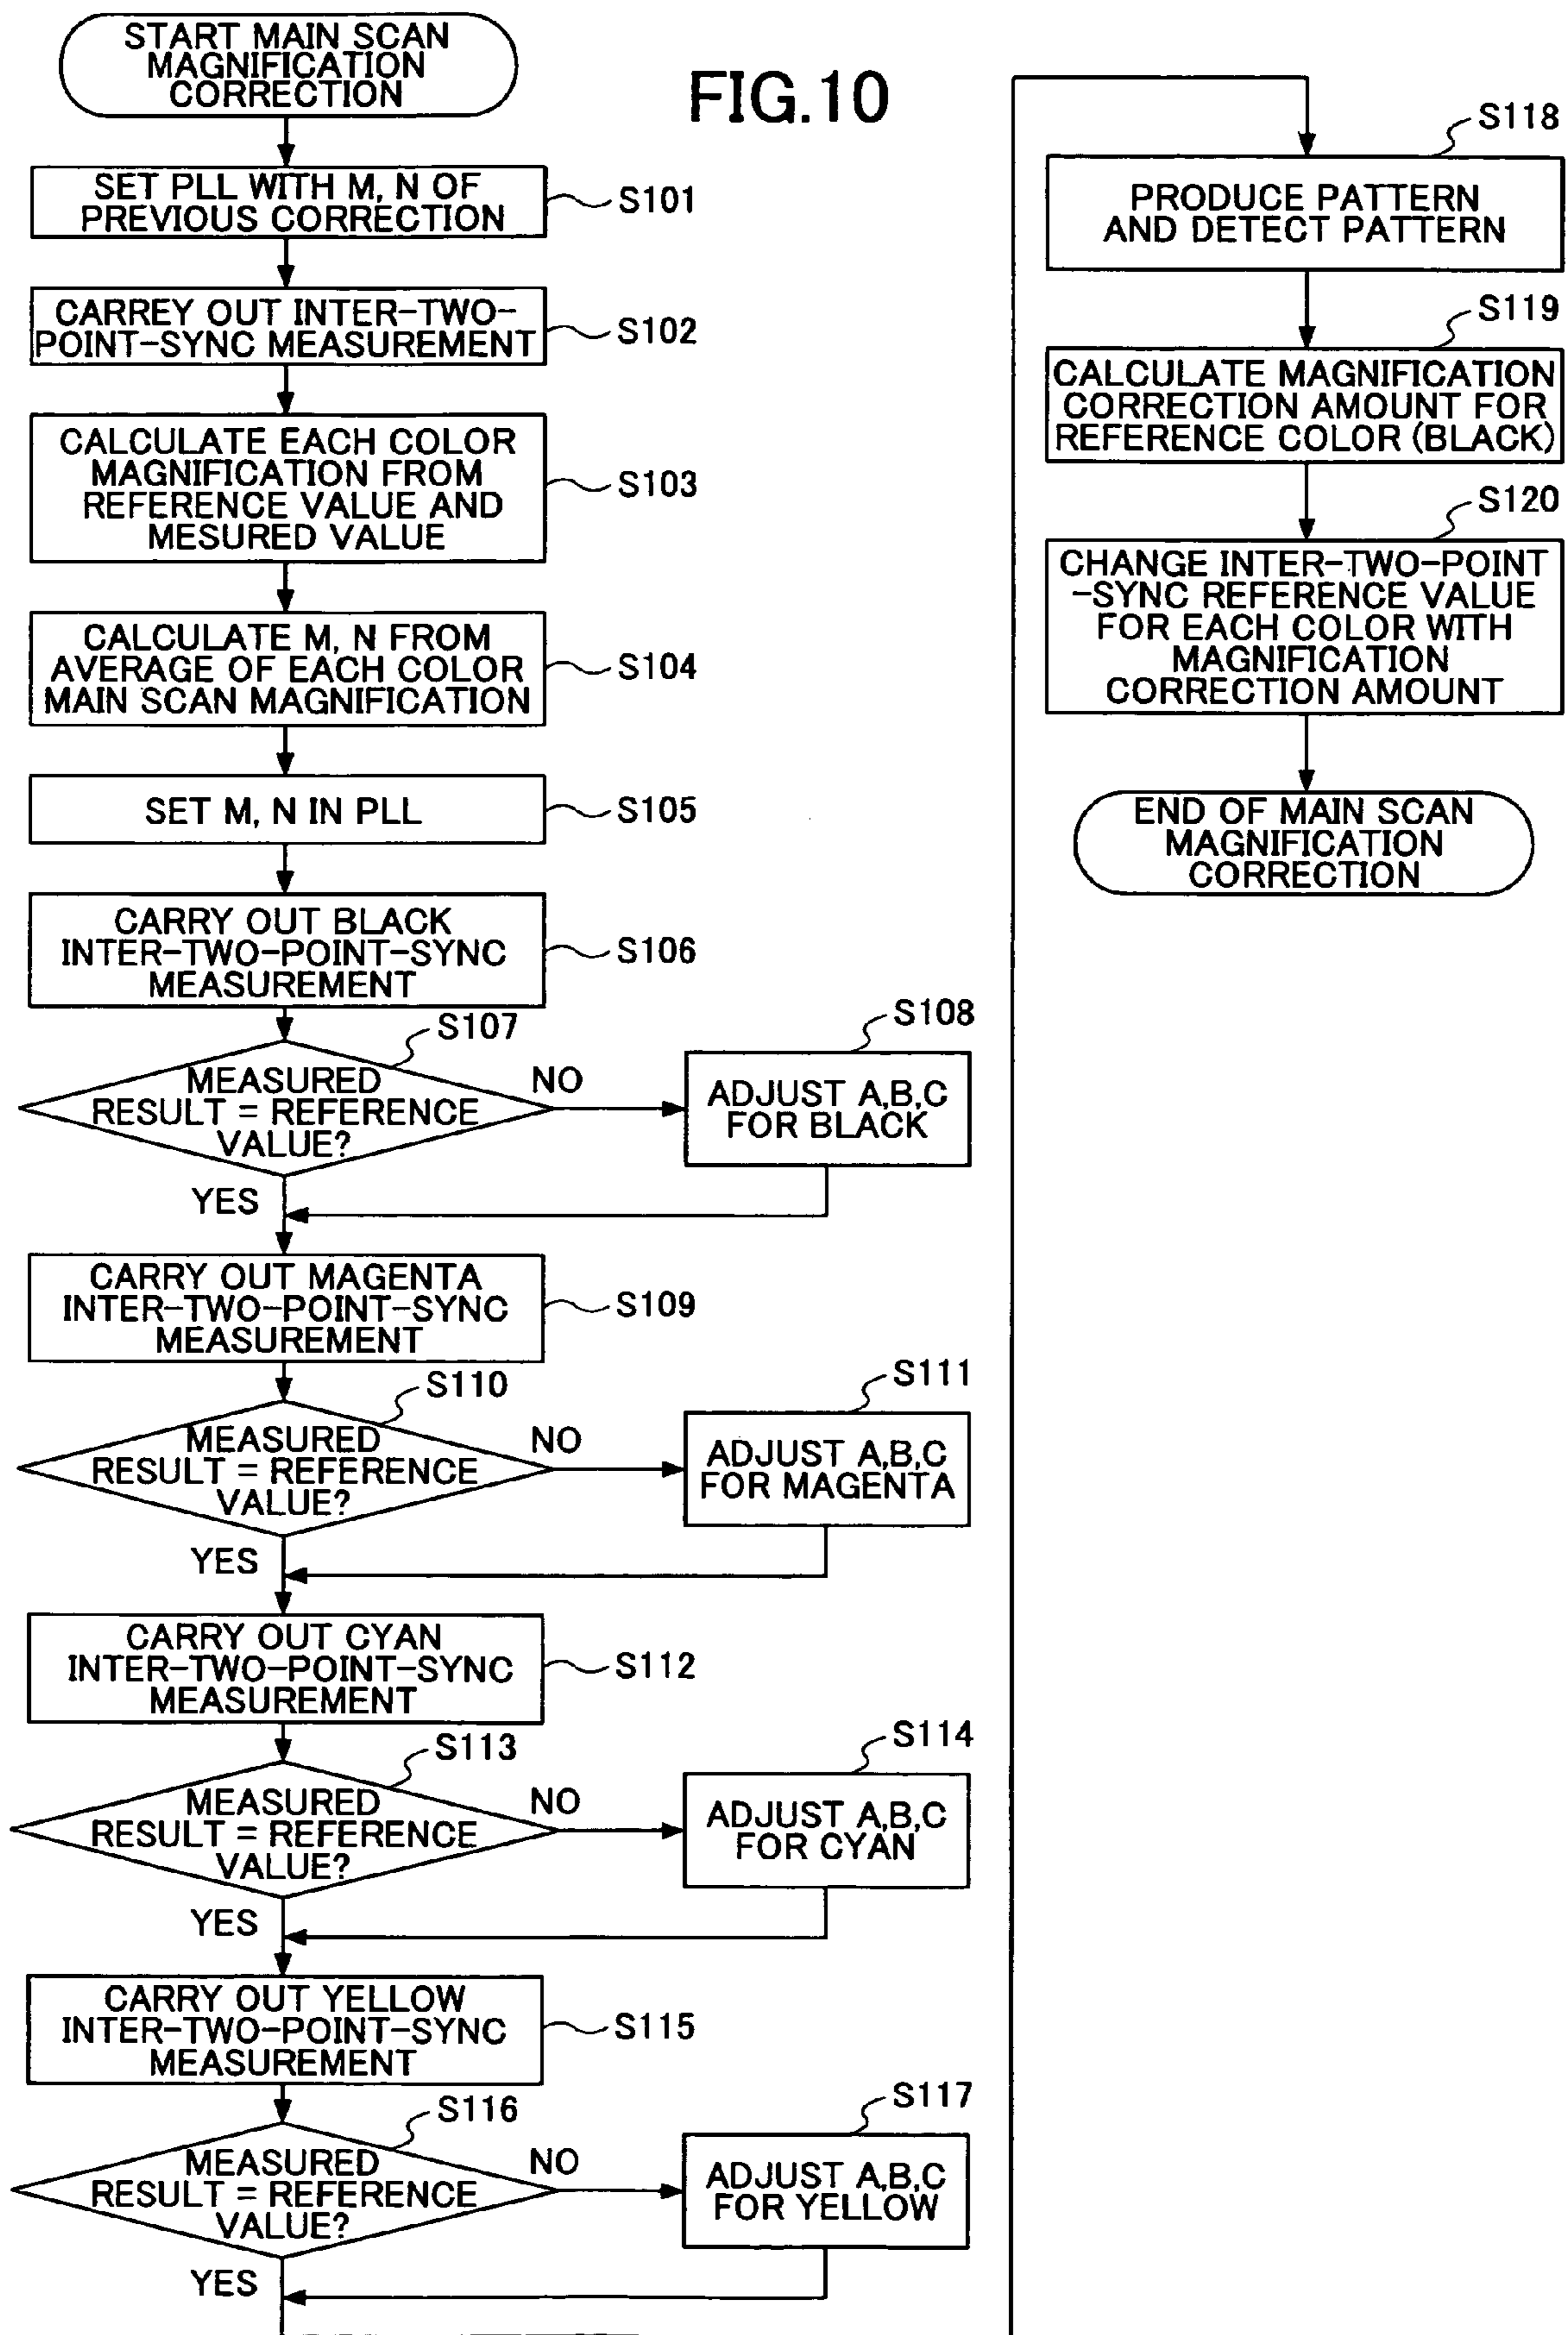 FIG.10
START MAIN SCAN
MAGNIFICATION
CORRECTION
SET PLL WITH M, N OF
PREVIOUS CORRECTION
S101
CARREY OUT INTER-TWO-
POINT-SYNC MEASUREMENT
S102
CALCULATE EACH COLOR
MAGNIFICATION FROM
REFERENCE VALUE AND
MESURED VALUE
S103
CALCULATE M, N FROM
AVERAGE OF EACH COLOR
MAIN SCAN MAGNIFICATION
S104
SET M, N IN PLL
S105
CARRY OUT BLACK
INTER-TWO-POINT-SYNC
MEASUREMENT
S106
S107
MEASURED
RESULT = REFERENCE
VALUE?
NO
YES
S108
ADJUST A,B,C
FOR BLACK
CARRY OUT MAGENTA
INTER-TWO-POINT-SYNC
MEASUREMENT
S109
S110
MEASURED
RESULT = REFERENCE
VALUE?
NO
YES
S111
ADJUST A,B,C
FOR MAGENTA
CARRY OUT CYAN
INTER-TWO-POINT-SYNC
MEASUREMENT
S112
S113
MEASURED
RESULT = REFERENCE
VALUE?
NO
YES
S114
ADJUST A,B,C
FOR CYAN
CARRY OUT YELLOW
INTER-TWO-POINT-SYNC
MEASUREMENT
S115
S116
MEASURED
RESULT = REFERENCE
VALUE?
NO
YES
S117
ADJUST A,B,C
FOR YELLOW
S118
PRODUCE PATTERN
AND DETECT PATTERN
S119
CALCULATE MAGNIFICATION
CORRECTION AMOUNT FOR
REFERENCE COLOR (BLACK)
S120
CHANGE INTER-TWO-POINT
-SYNC REFERENCE VALUE
FOR EACH COLOR WITH
MAGNIFICATION
CORRECTION AMOUNT
END OF MAIN SCAN
MAGNIFICATION
CORRECTION